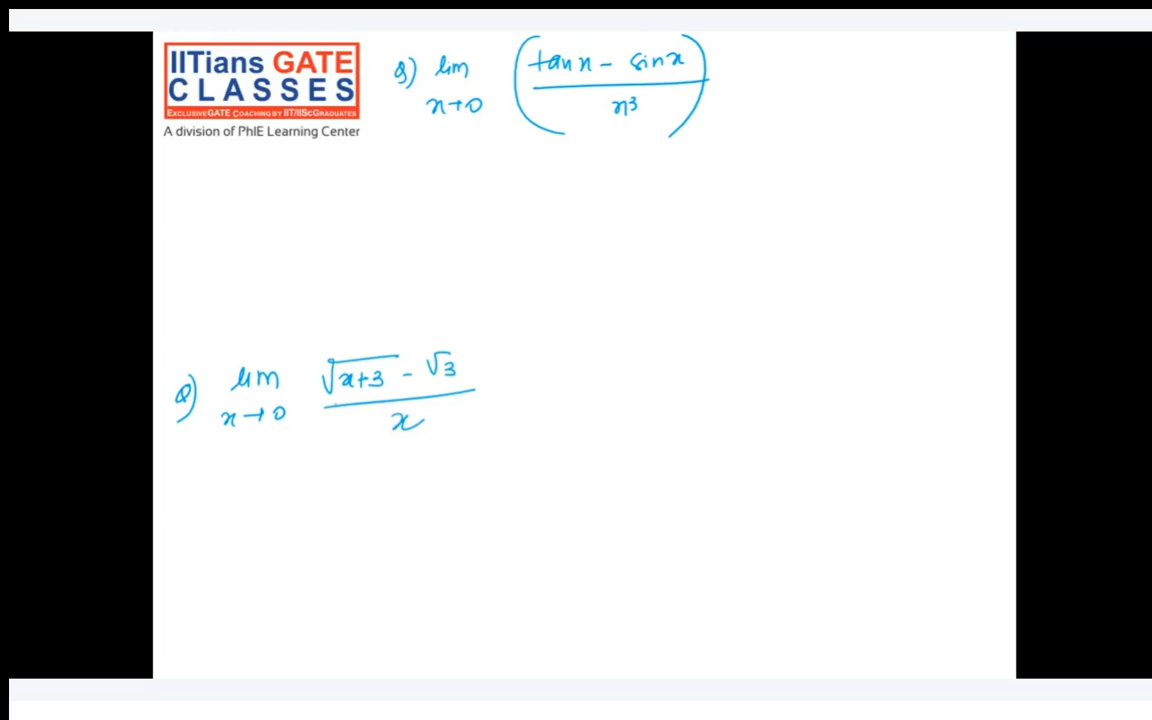 IITians GATE
CLASSES
EXCLUSIVE GATE COACHING BY IIT/IISc GRADUATES
A division of PhIE Learning Center
Q) lim x→0 ( (tan x − sin x) / x³ )
Q) lim x→0 (√(x+3) − √3) / x